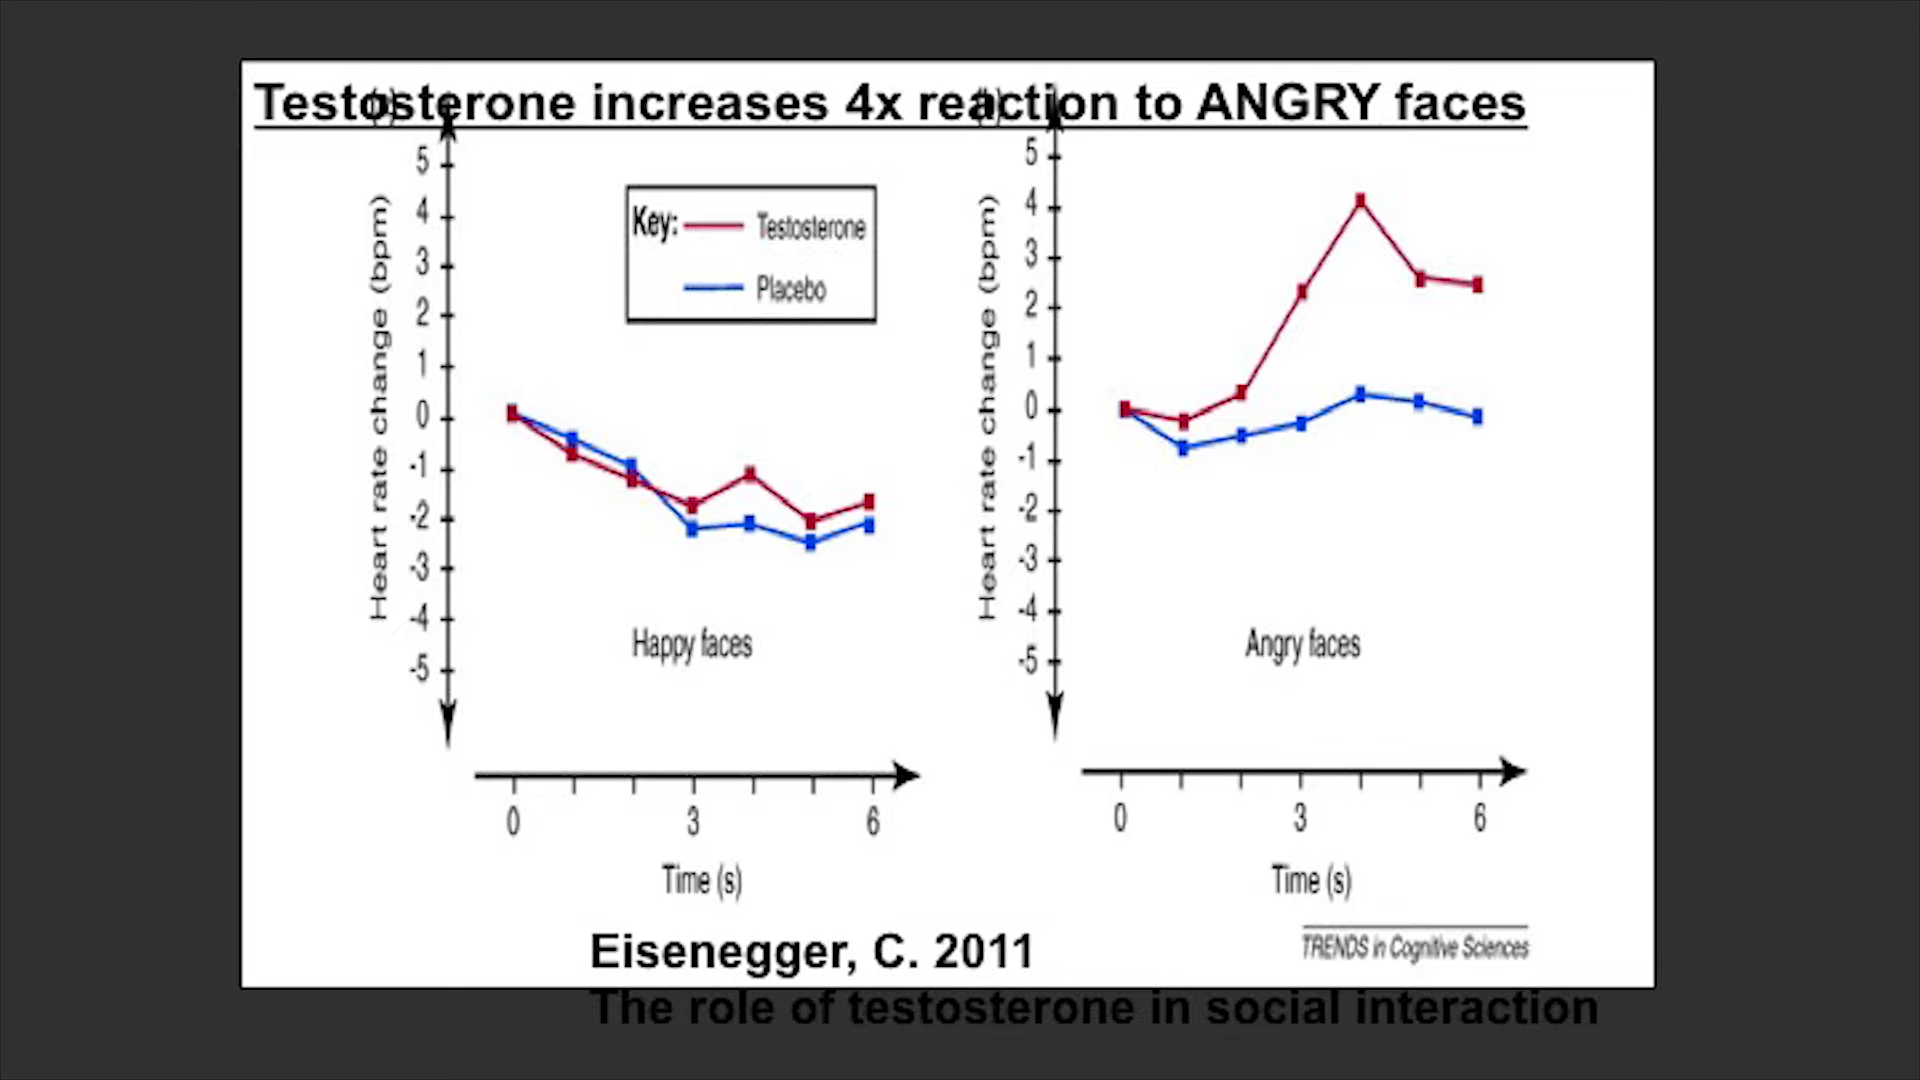 Testosterone increases 4x reaction to ANGRY faces
Heart rate change (bpm)
5
4
3
2
1
0
-1
-2
-3
-4
-5
Key:
Testosterone
Placebo
Happy faces
0
3
6
Time (s)
Heart rate change (bpm)
5
4
3
2
1
0
-1
-2
-3
-4
-5
Angry faces
0
3
6
Time (s)
TRENDS in Cognitive Sciences
Eisenegger, C. 2011
The role of testosterone in social interaction